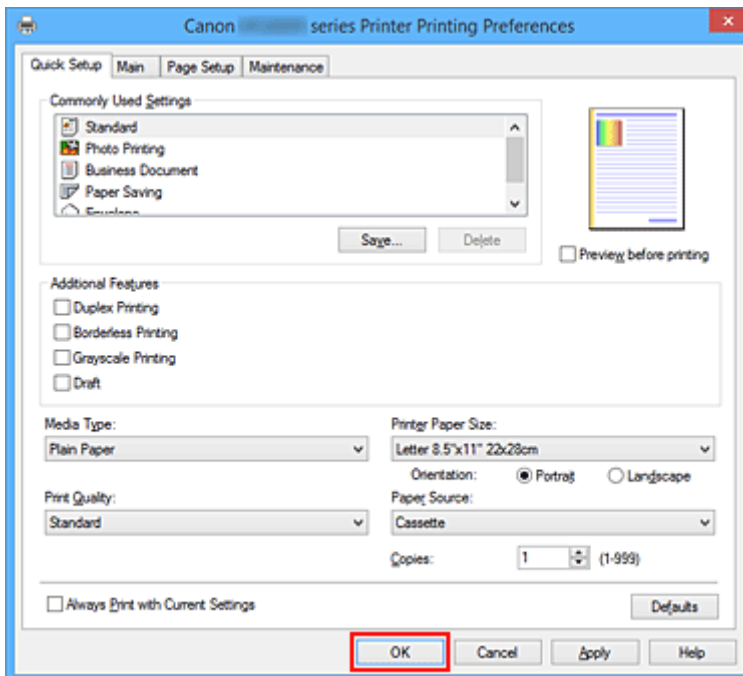 Canon series Printer Printing Preferences
Quick Setup Main Page Setup Maintenance
Commonly Used Settings
Standard
Photo Printing
Business Document
Paper Saving
Envelope
Save... Delete
Preview before printing
Additional Features
Duplex Printing
Borderless Printing
Grayscale Printing
Draft
Media Type:
Plain Paper
Printer Paper Size:
Letter 8.5"x11" 22x28cm
Orientation: Portrait Landscape
Print Quality:
Standard
Paper Source:
Cassette
Copies: 1 (1-999)
Always Print with Current Settings
Defaults
OK Cancel Apply Help